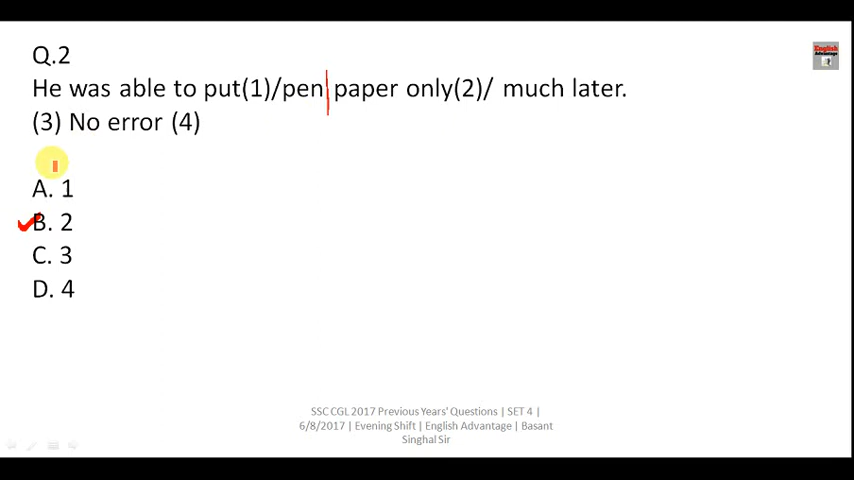 English
Advantage
Q.2
He was able to put(1)/pen paper only(2)/ much later.
(3) No error (4)
A. 1
B. 2
C. 3
D. 4
SSC CGL 2017 Previous Years' Questions | SET 4 |
6/8/2017 | Evening Shift | English Advantage | Basant
Singhal Sir